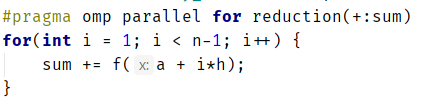 #pragma omp parallel for reduction(+:sum)
for(int i = 1; i < n-1; i++) {
    sum += f( x: a + i*h);
}